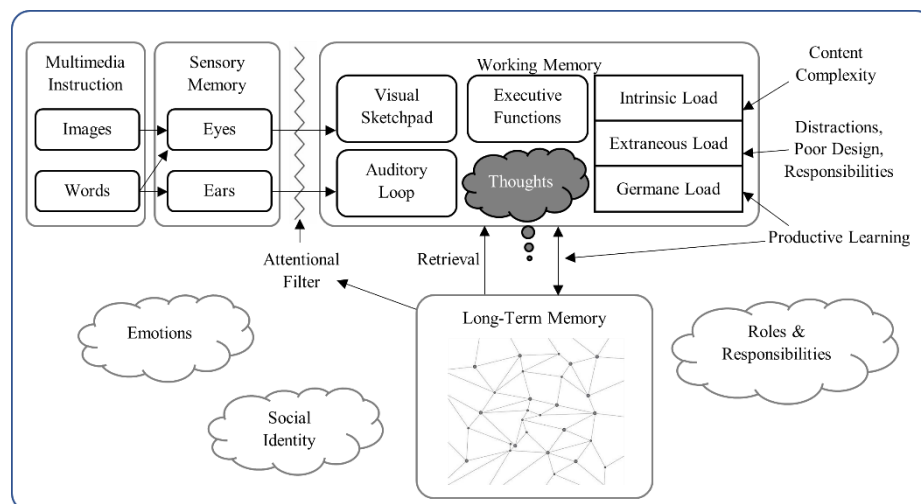 Multimedia
Instruction
Images
Words
Sensory
Memory
Eyes
Ears
Attentional
Filter
Working Memory
Visual
Sketchpad
Auditory
Loop
Executive
Functions
Thoughts
Intrinsic Load
Extraneous Load
Germane Load
Content
Complexity
Distractions,
Poor Design,
Responsibilities
Productive Learning
Retrieval
Long-Term Memory
Emotions
Social
Identity
Roles &
Responsibilities